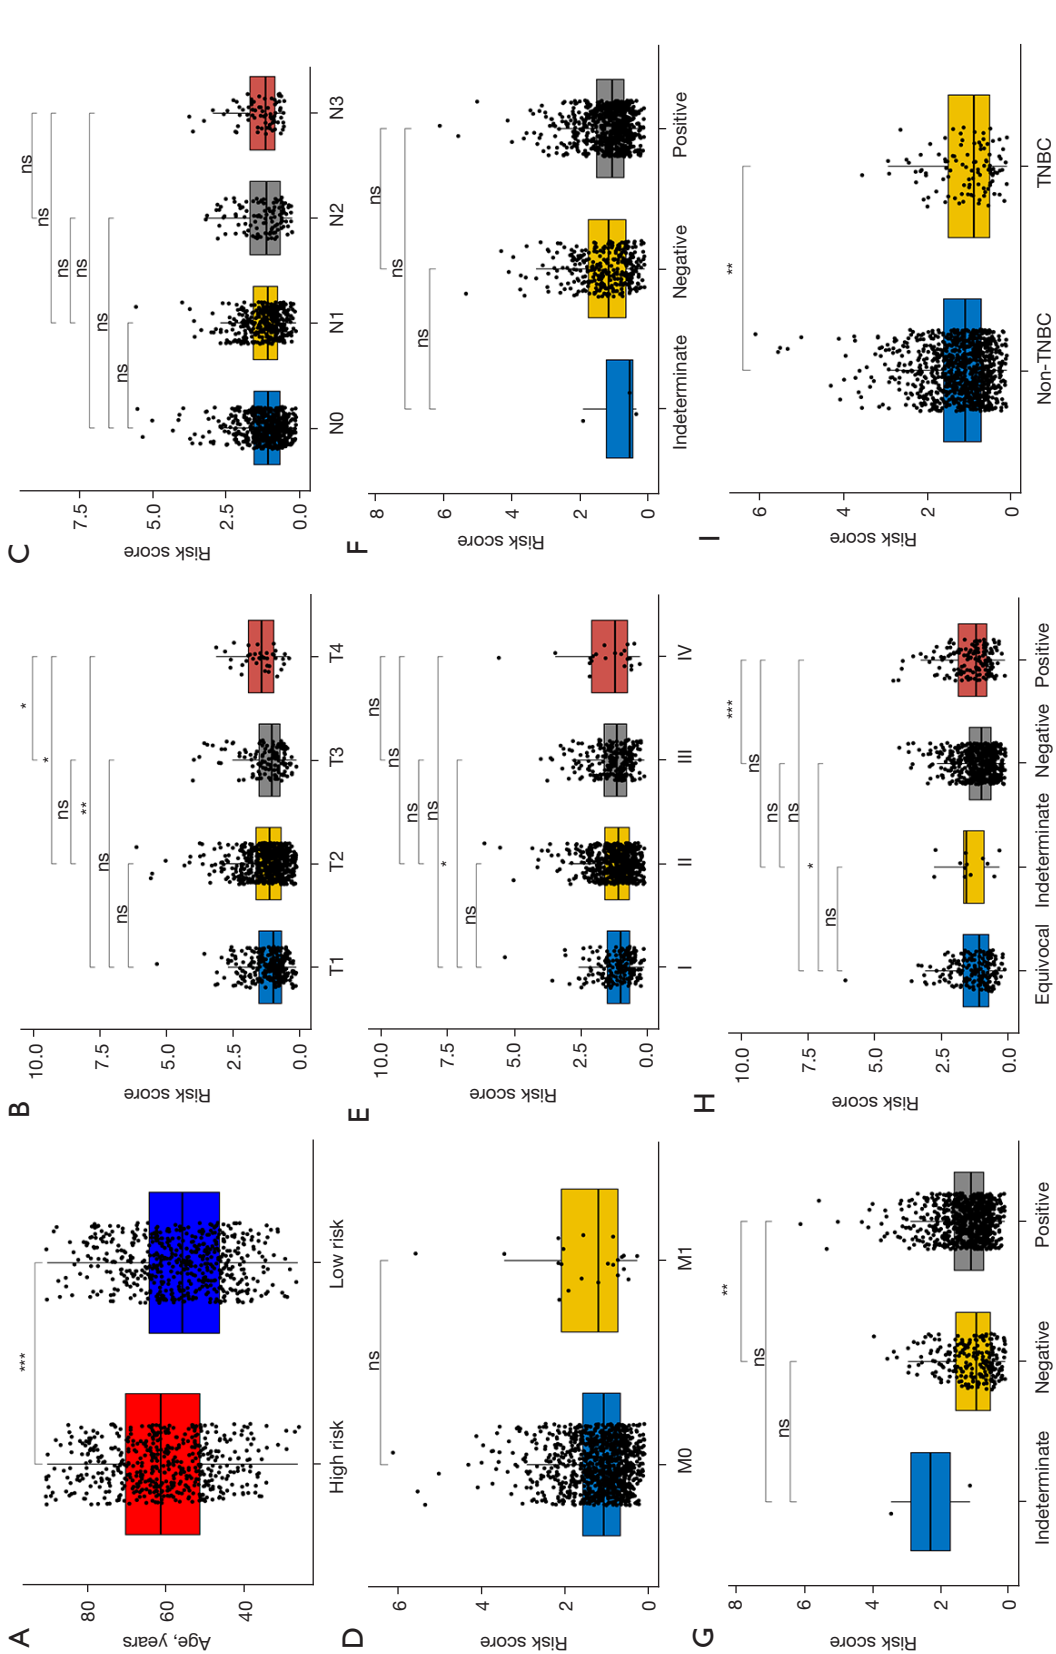 A
Age, years
80
60
40
***
High risk
Low risk
B
Risk score
10.0
7.5
5.0
2.5
0.0
*
*
ns
**
ns
ns
T1
T2
T3
T4
C
Risk score
7.5
5.0
2.5
0.0
ns
ns
ns
ns
ns
ns
N0
N1
N2
N3
D
Risk score
6
4
2
0
ns
M0
M1
E
Risk score
10.0
7.5
5.0
2.5
0.0
ns
ns
ns
ns
*
ns
I
II
III
IV
F
Risk score
8
6
4
2
0
ns
ns
ns
Indeterminate
Negative
Positive
G
Risk score
8
6
4
2
0
**
ns
ns
Indeterminate
Negative
Positive
H
Risk score
10.0
7.5
5.0
2.5
0.0
***
ns
ns
ns
*
ns
Equivocal
Indeterminate
Negative
Positive
I
Risk score
6
4
2
0
**
Non-TNBC
TNBC